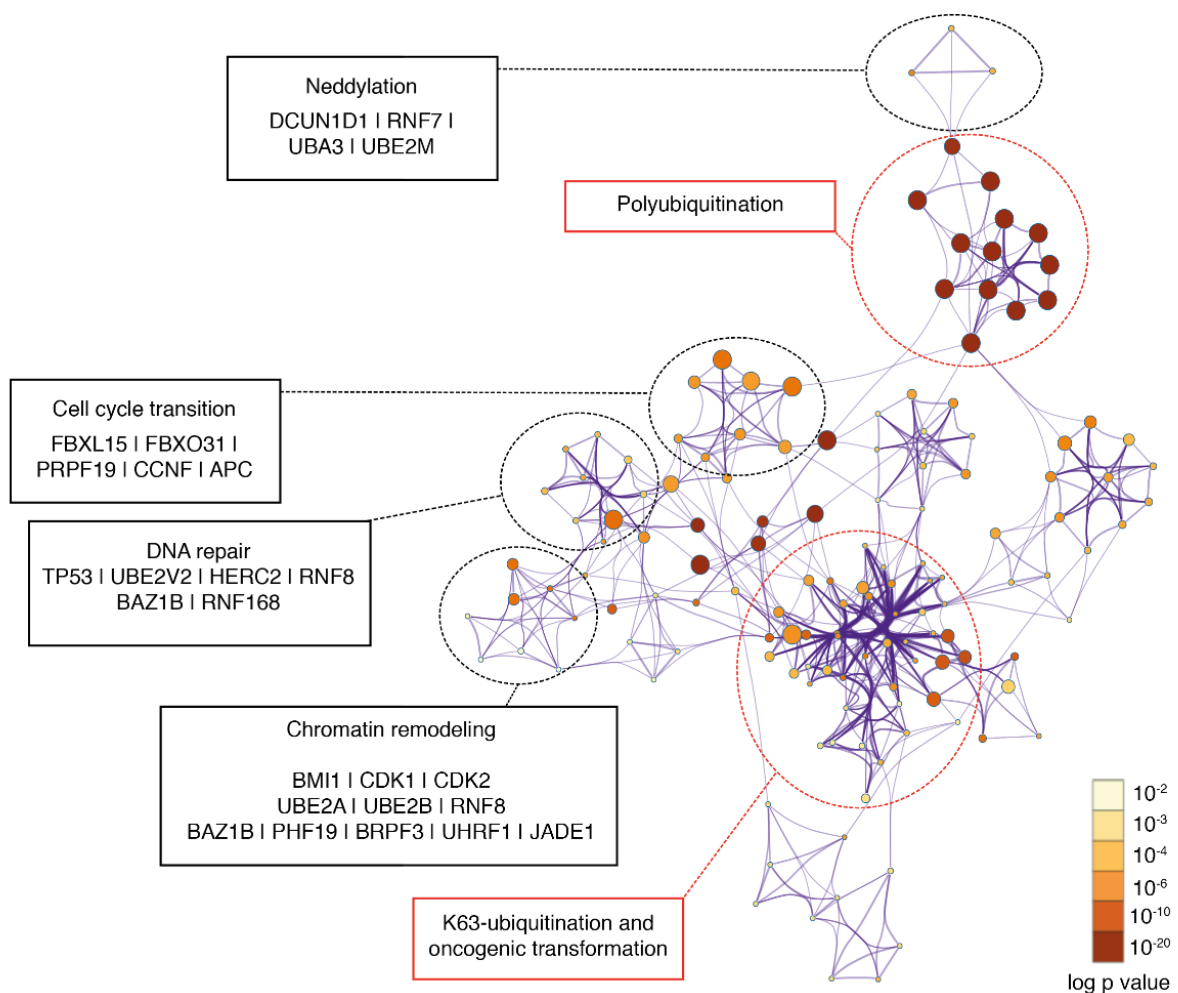 Neddylation
DCUN1D1 | RNF7 |
UBA3 | UBE2M
Polyubiquitination
Cell cycle transition
FBXL15 | FBXO31 |
PRPF19 | CCNF | APC
DNA repair
TP53 | UBE2V2 | HERC2 | RNF8
BAZ1B | RNF168
Chromatin remodeling
BMI1 | CDK1 | CDK2
UBE2A | UBE2B | RNF8
BAZ1B | PHF19 | BRPF3 | UHRF1 | JADE1
K63-ubiquitination and
oncogenic transformation
10⁻²
10⁻³
10⁻⁴
10⁻⁶
10⁻¹⁰
10⁻²⁰
log p value